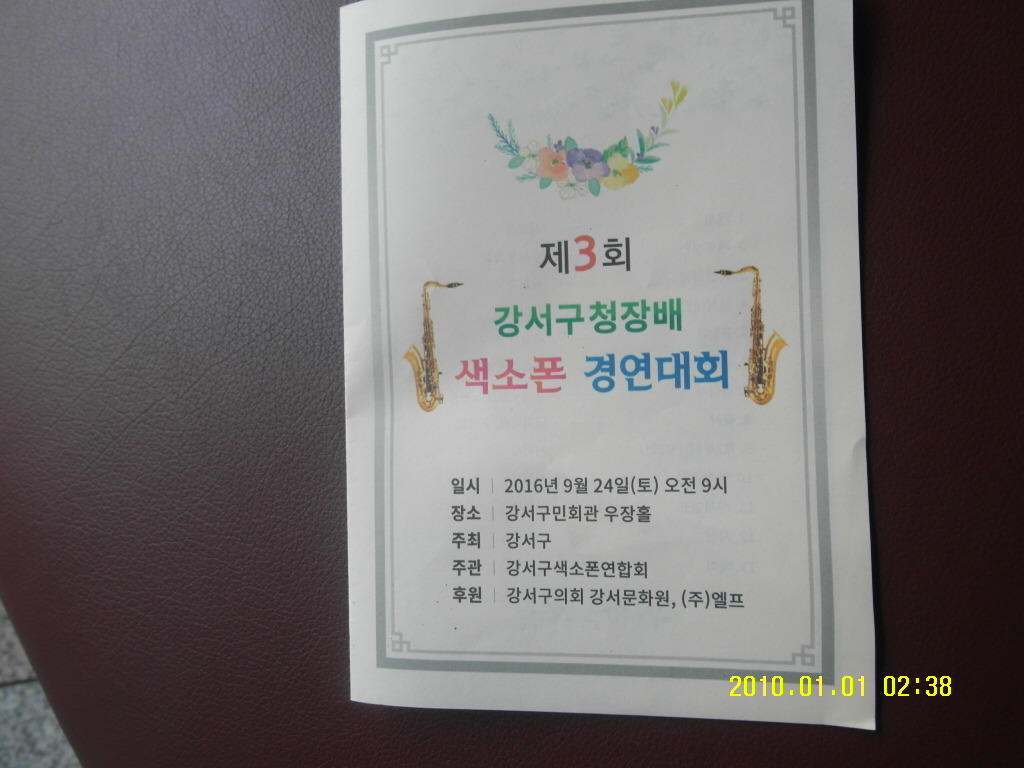 제3회
강서구청장배
색소폰 경연대회
일시 | 2016년 9월 24일(토) 오전 9시
장소 | 강서구민회관 우장홀
주최 | 강서구
주관 | 강서구색소폰연합회
후원 | 강서구의회 강서문화원, (주)엘프
2010.01.01 02:38